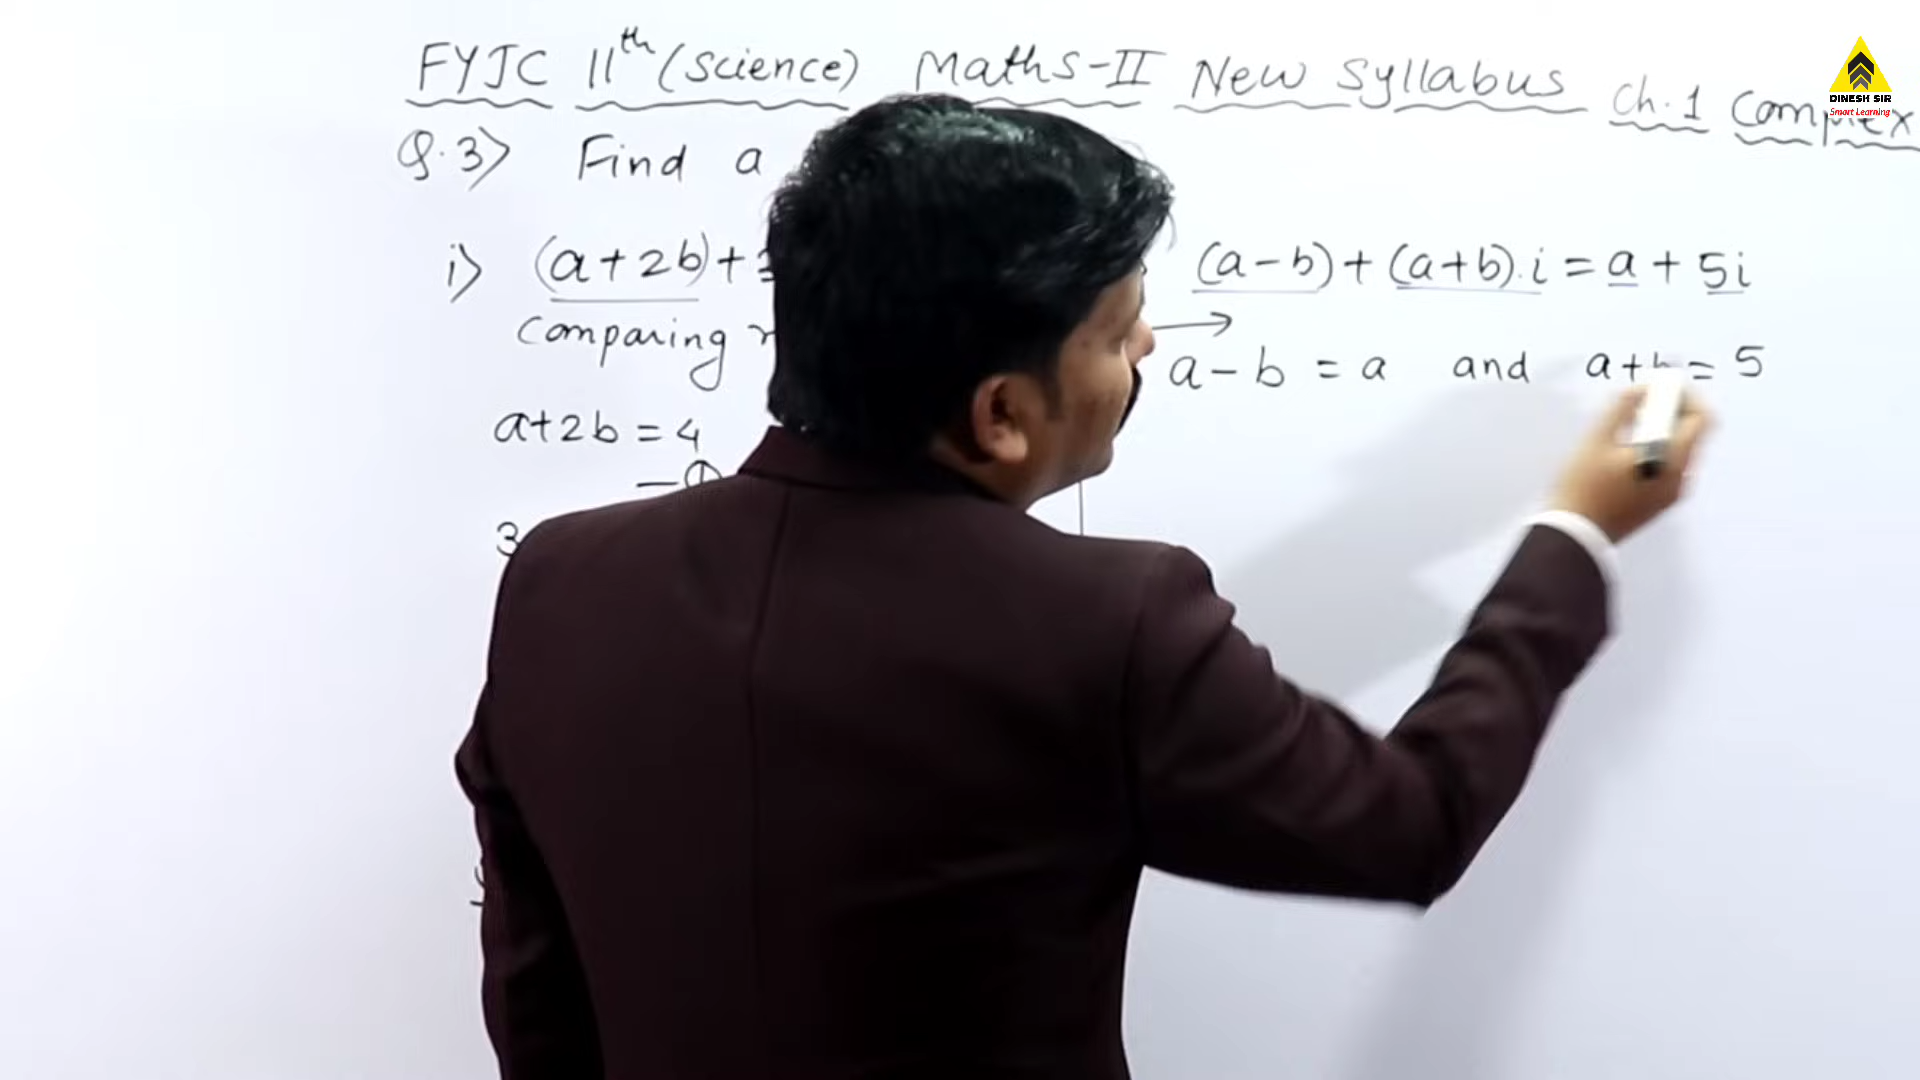 FYJC 11th (science) Maths-II New Syllabus Ch.1 Complex
DINESH SIR
Smart Learning
Q.3> Find a
i> (a+2b)+
(a-b)+(a+b).i = a + 5i
Comparing
a-b = a and a+b = 5
a+2b = 4
—①
3